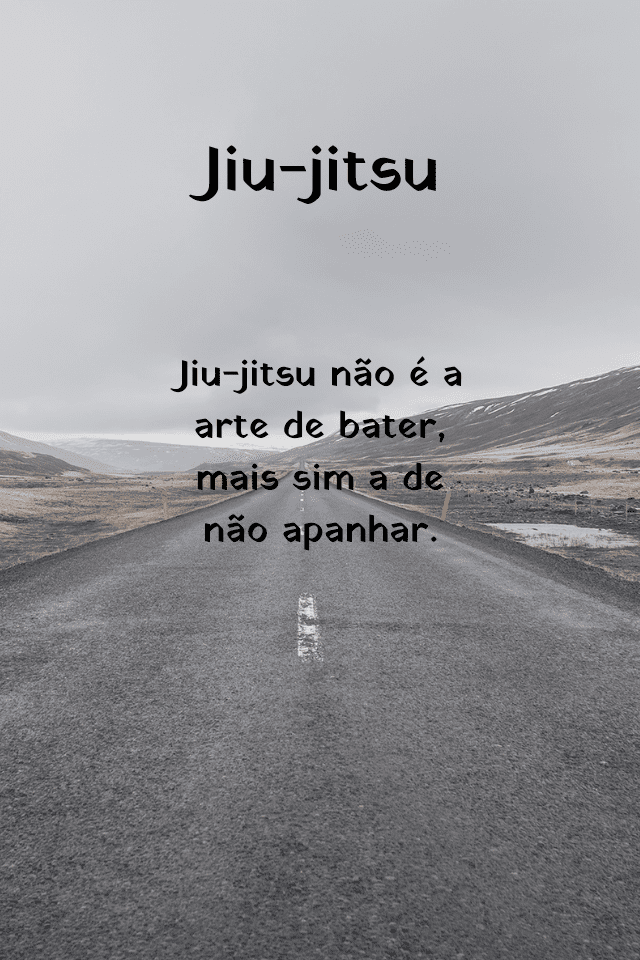 Jiu-jitsu
Jiu-jitsu não é a
arte de bater,
mais sim a de
não apanhar.